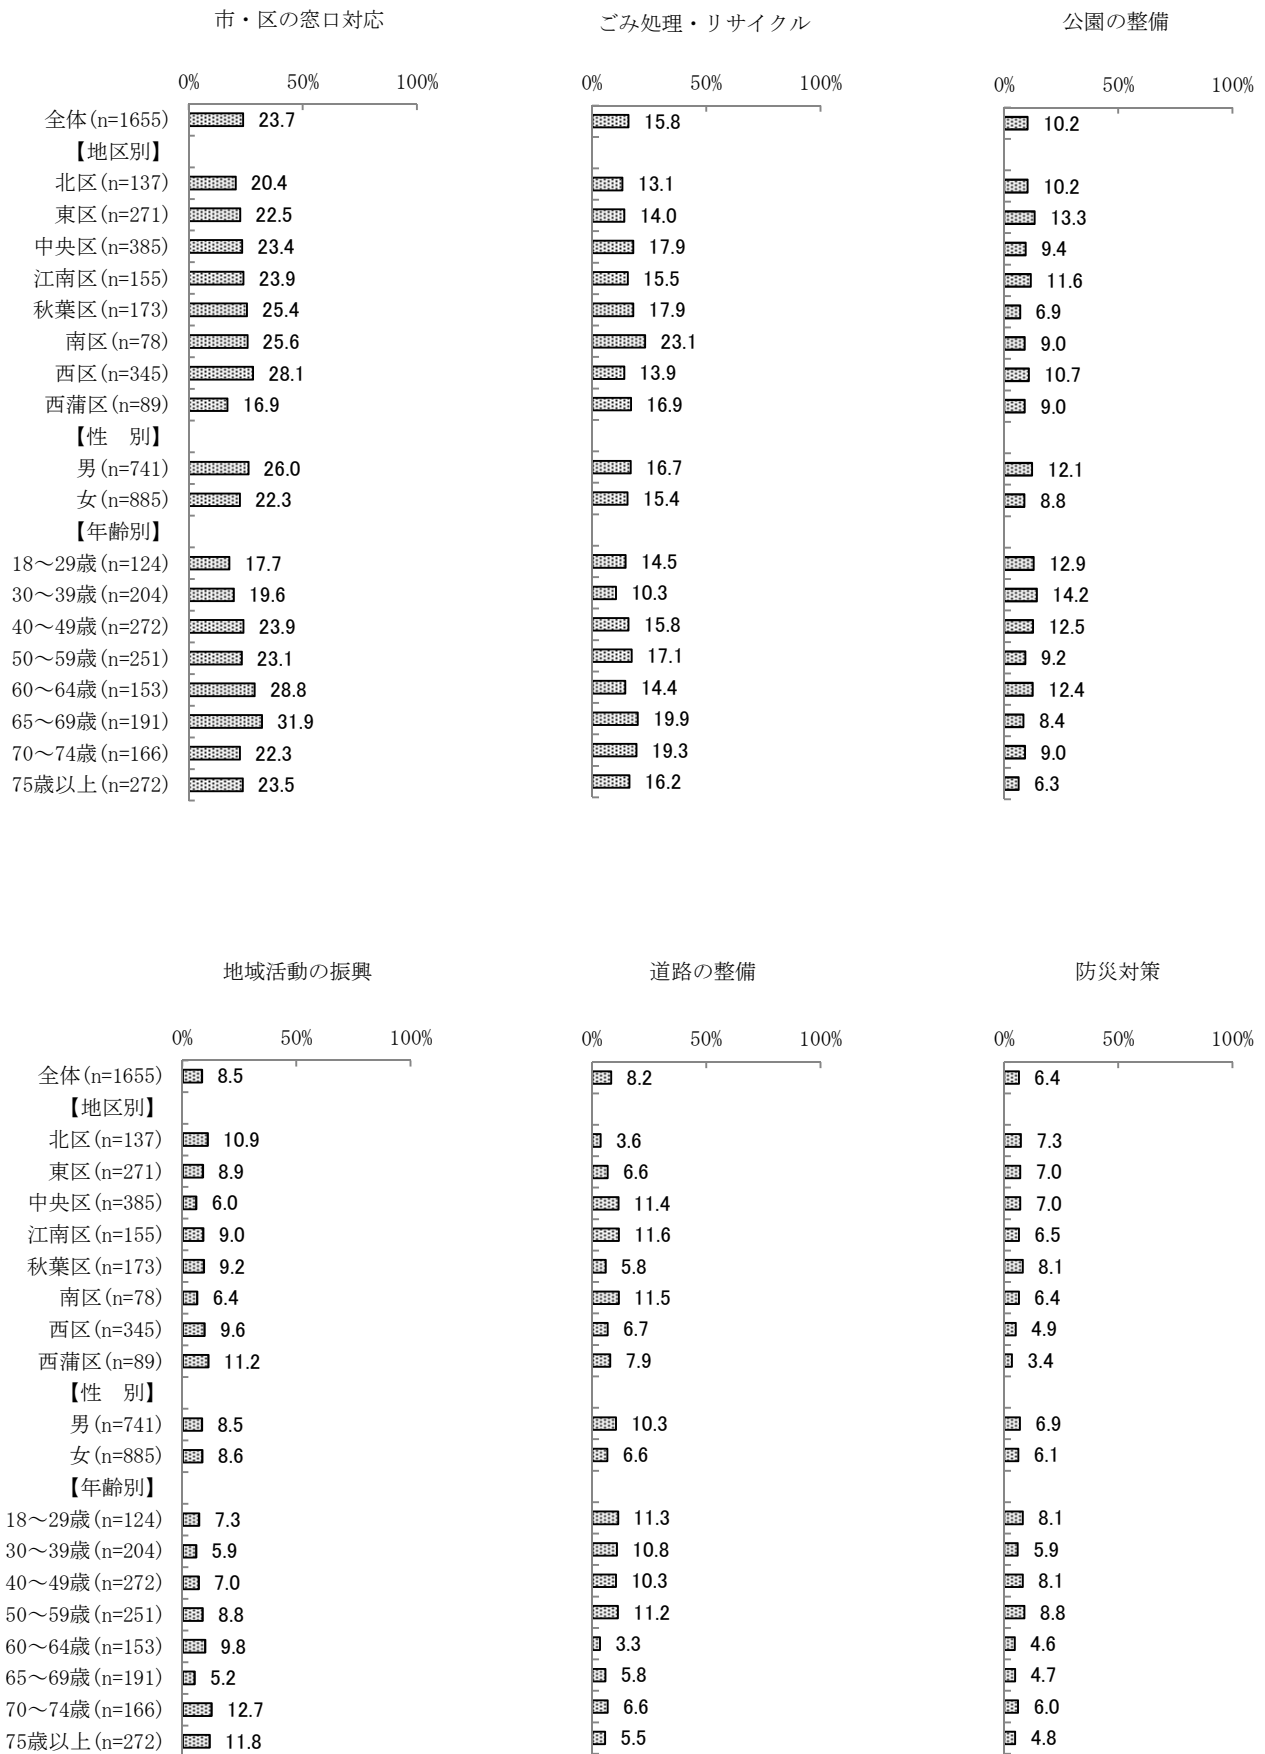 市・区の窓口対応 ごみ処理・リサイクル 公園の整備
0% 50% 100% 0% 50% 100% 0% 50% 100%
全体(n=1655) 23.7 15.8 10.2
【地区別】
北区(n=137) 20.4 13.1 10.2
東区(n=271) 22.5 14.0 13.3
中央区(n=385) 23.4 17.9 9.4
江南区(n=155) 23.9 15.5 11.6
秋葉区(n=173) 25.4 17.9 6.9
南区(n=78) 25.6 23.1 9.0
西区(n=345) 28.1 13.9 10.7
西蒲区(n=89) 16.9 16.9 9.0
【性　別】
男(n=741) 26.0 16.7 12.1
女(n=885) 22.3 15.4 8.8
【年齢別】
18～29歳(n=124) 17.7 14.5 12.9
30～39歳(n=204) 19.6 10.3 14.2
40～49歳(n=272) 23.9 15.8 12.5
50～59歳(n=251) 23.1 17.1 9.2
60～64歳(n=153) 28.8 14.4 12.4
65～69歳(n=191) 31.9 19.9 8.4
70～74歳(n=166) 22.3 19.3 9.0
75歳以上(n=272) 23.5 16.2 6.3
地域活動の振興 道路の整備 防災対策
0% 50% 100% 0% 50% 100% 0% 50% 100%
全体(n=1655) 8.5 8.2 6.4
【地区別】
北区(n=137) 10.9 3.6 7.3
東区(n=271) 8.9 6.6 7.0
中央区(n=385) 6.0 11.4 7.0
江南区(n=155) 9.0 11.6 6.5
秋葉区(n=173) 9.2 5.8 8.1
南区(n=78) 6.4 11.5 6.4
西区(n=345) 9.6 6.7 4.9
西蒲区(n=89) 11.2 7.9 3.4
【性　別】
男(n=741) 8.5 10.3 6.9
女(n=885) 8.6 6.6 6.1
【年齢別】
18～29歳(n=124) 7.3 11.3 8.1
30～39歳(n=204) 5.9 10.8 5.9
40～49歳(n=272) 7.0 10.3 8.1
50～59歳(n=251) 8.8 11.2 8.8
60～64歳(n=153) 9.8 3.3 4.6
65～69歳(n=191) 5.2 5.8 4.7
70～74歳(n=166) 12.7 6.6 6.0
75歳以上(n=272) 11.8 5.5 4.8